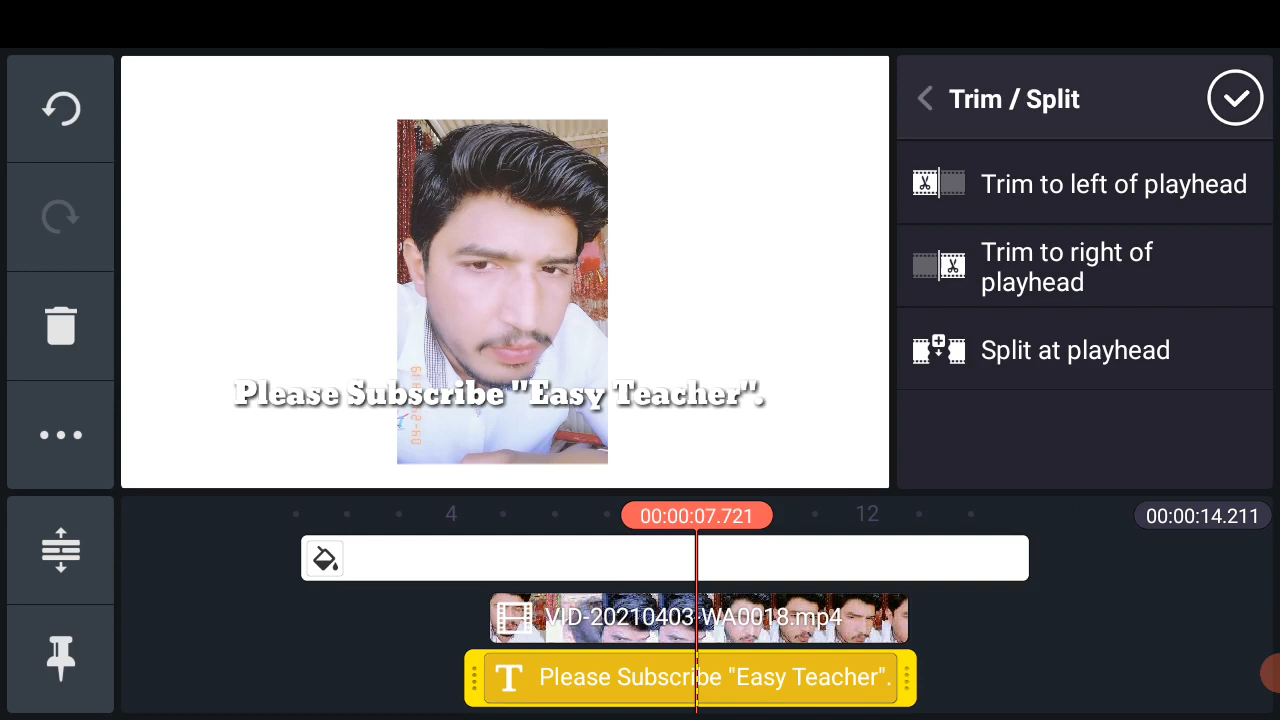 Trim / Split
Trim to left of playhead
Trim to right of
playhead
Split at playhead
Please Subscribe "Easy Teacher".
4
00:00:07.721
12
00:00:14.211
VID-20210403-WA0018.mp4
T Please Subscribe "Easy Teacher".